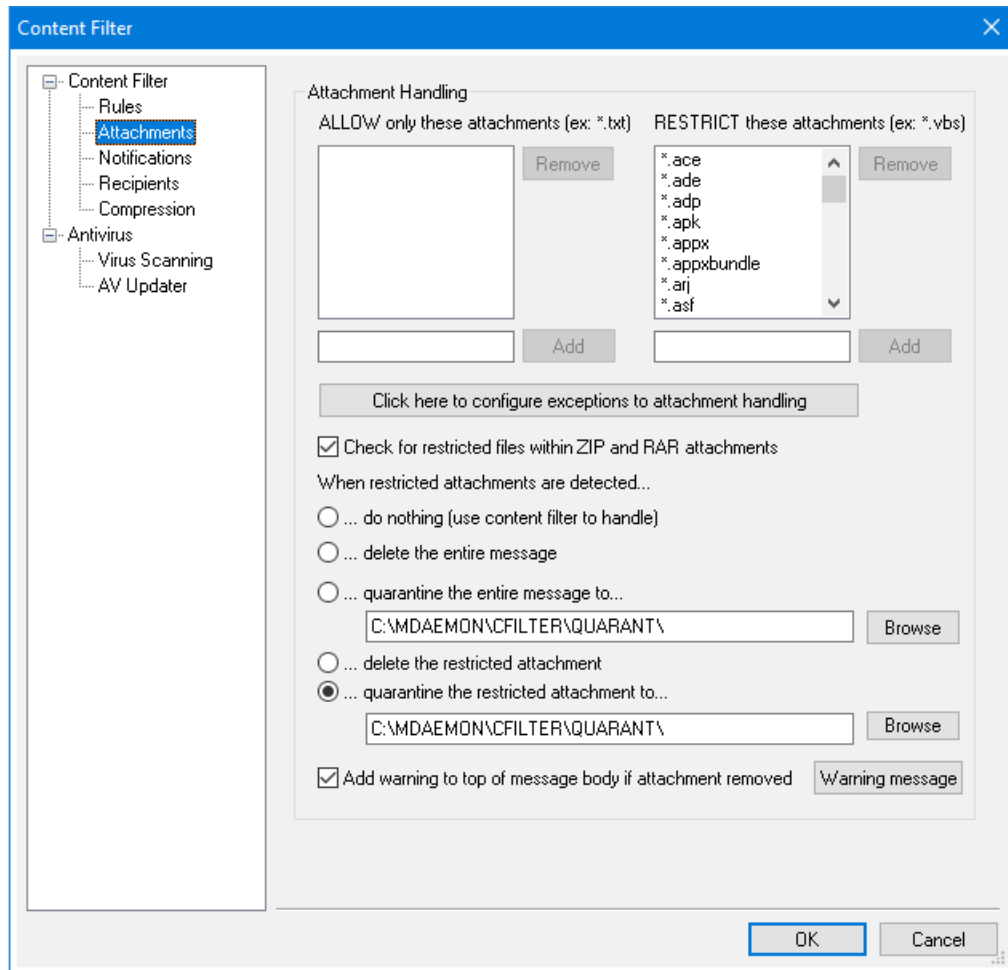 Content Filter
Content Filter
Rules
Attachments
Notifications
Recipients
Compression
Antivirus
Virus Scanning
AV Updater
Attachment Handling
ALLOW only these attachments (ex: *.txt)
RESTRICT these attachments (ex: *.vbs)
Remove
*.ace
*.ade
*.adp
*.apk
*.appx
*.appxbundle
*.arj
*.asf
Remove
Add
Add
Click here to configure exceptions to attachment handling
Check for restricted files within ZIP and RAR attachments
When restricted attachments are detected...
... do nothing (use content filter to handle)
... delete the entire message
... quarantine the entire message to...
C:\MDAEMON\CFILTER\QUARANT\
Browse
... delete the restricted attachment
... quarantine the restricted attachment to...
C:\MDAEMON\CFILTER\QUARANT\
Browse
Add warning to top of message body if attachment removed
Warning message
OK
Cancel